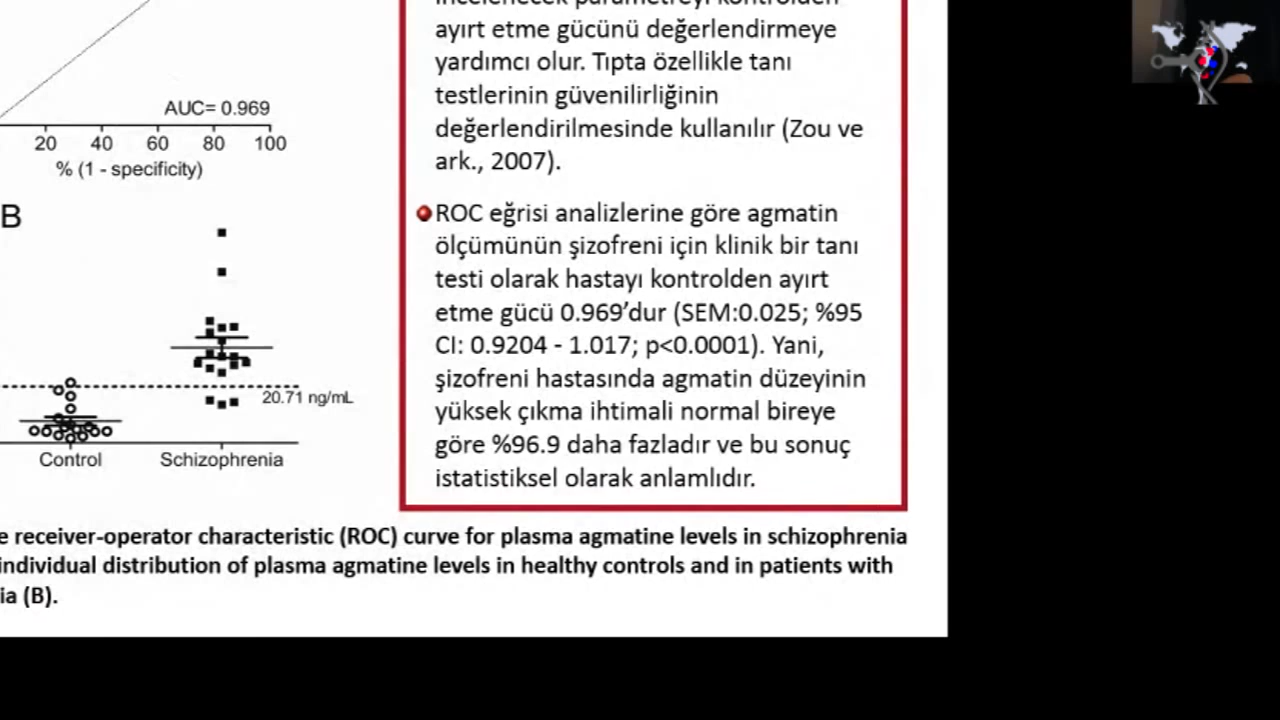 AUC= 0.969
20 40 60 80 100
% (1 - specificity)
B
20.71 ng/mL
Control Schizophrenia
ayırt etme gücünü değerlendirmeye
yardımcı olur. Tıpta özellikle tanı
testlerinin güvenilirliğinin
değerlendirilmesinde kullanılır (Zou ve
ark., 2007).
ROC eğrisi analizlerine göre agmatin
ölçümünün şizofreni için klinik bir tanı
testi olarak hastayı kontrolden ayırt
etme gücü 0.969’dur (SEM:0.025; %95
CI: 0.9204 - 1.017; p<0.0001). Yani,
şizofreni hastasında agmatin düzeyinin
yüksek çıkma ihtimali normal bireye
göre %96.9 daha fazladır ve bu sonuç
istatistiksel olarak anlamlıdır.
e receiver-operator characteristic (ROC) curve for plasma agmatine levels in schizophrenia
individual distribution of plasma agmatine levels in healthy controls and in patients with
ia (B).